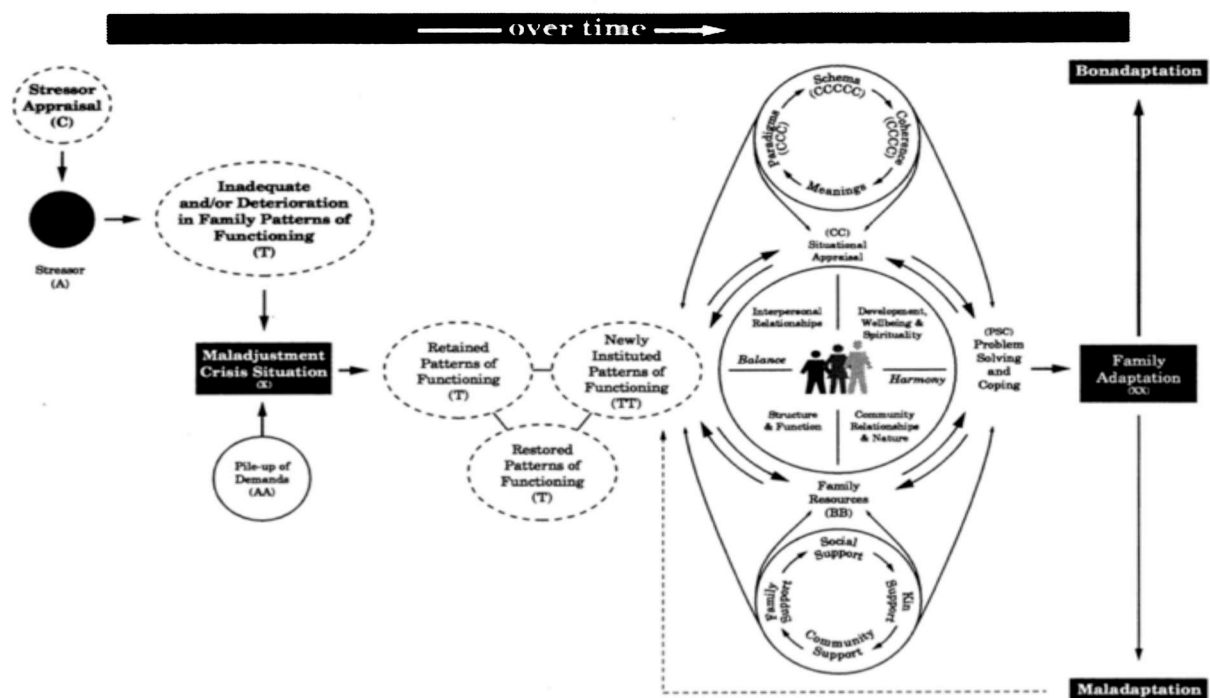 over time
Stressor
Appraisal
(C)
Stressor
(A)
Inadequate
and/or Deterioration
in Family Patterns of
Functioning
(T)
Maladjustment
Crisis Situation
(X)
Pile-up of
Demands
(AA)
Retained
Patterns of
Functioning
(T)
Newly
Instituted
Patterns of
Functioning
(TT)
Restored
Patterns of
Functioning
(T)
Schema
(CCCCC)
Paradigms
(CCC)
Coherence
(CCCC)
Meanings
(CC)
Situational
Appraisal
Interpersonal
Relationships
Development,
Wellbeing &
Spirituality
Balance
Harmony
Structure
& Function
Community
Relationships
& Nature
Family
Resources
(BB)
Social
Support
Family
Support
Kin
Support
Community
Support
(PSC)
Problem
Solving
and
Coping
Bonadaptation
Family
Adaptation
(XX)
Maladaptation